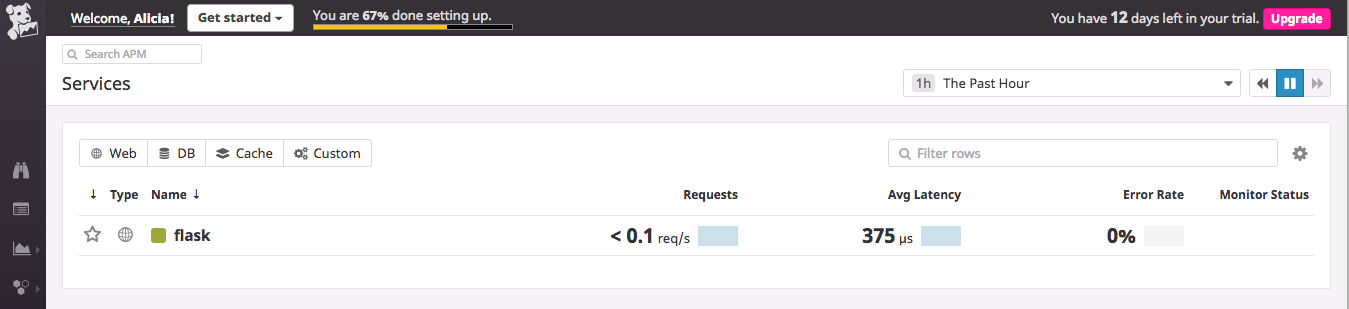 Welcome, Alicia! Get started You are 67% done setting up. You have 12 days left in your trial. Upgrade
Search APM
Services 1h The Past Hour
Web DB Cache Custom Filter rows
↓ Type Name ↓ Requests Avg Latency Error Rate Monitor Status
flask < 0.1 req/s 375 µs 0%